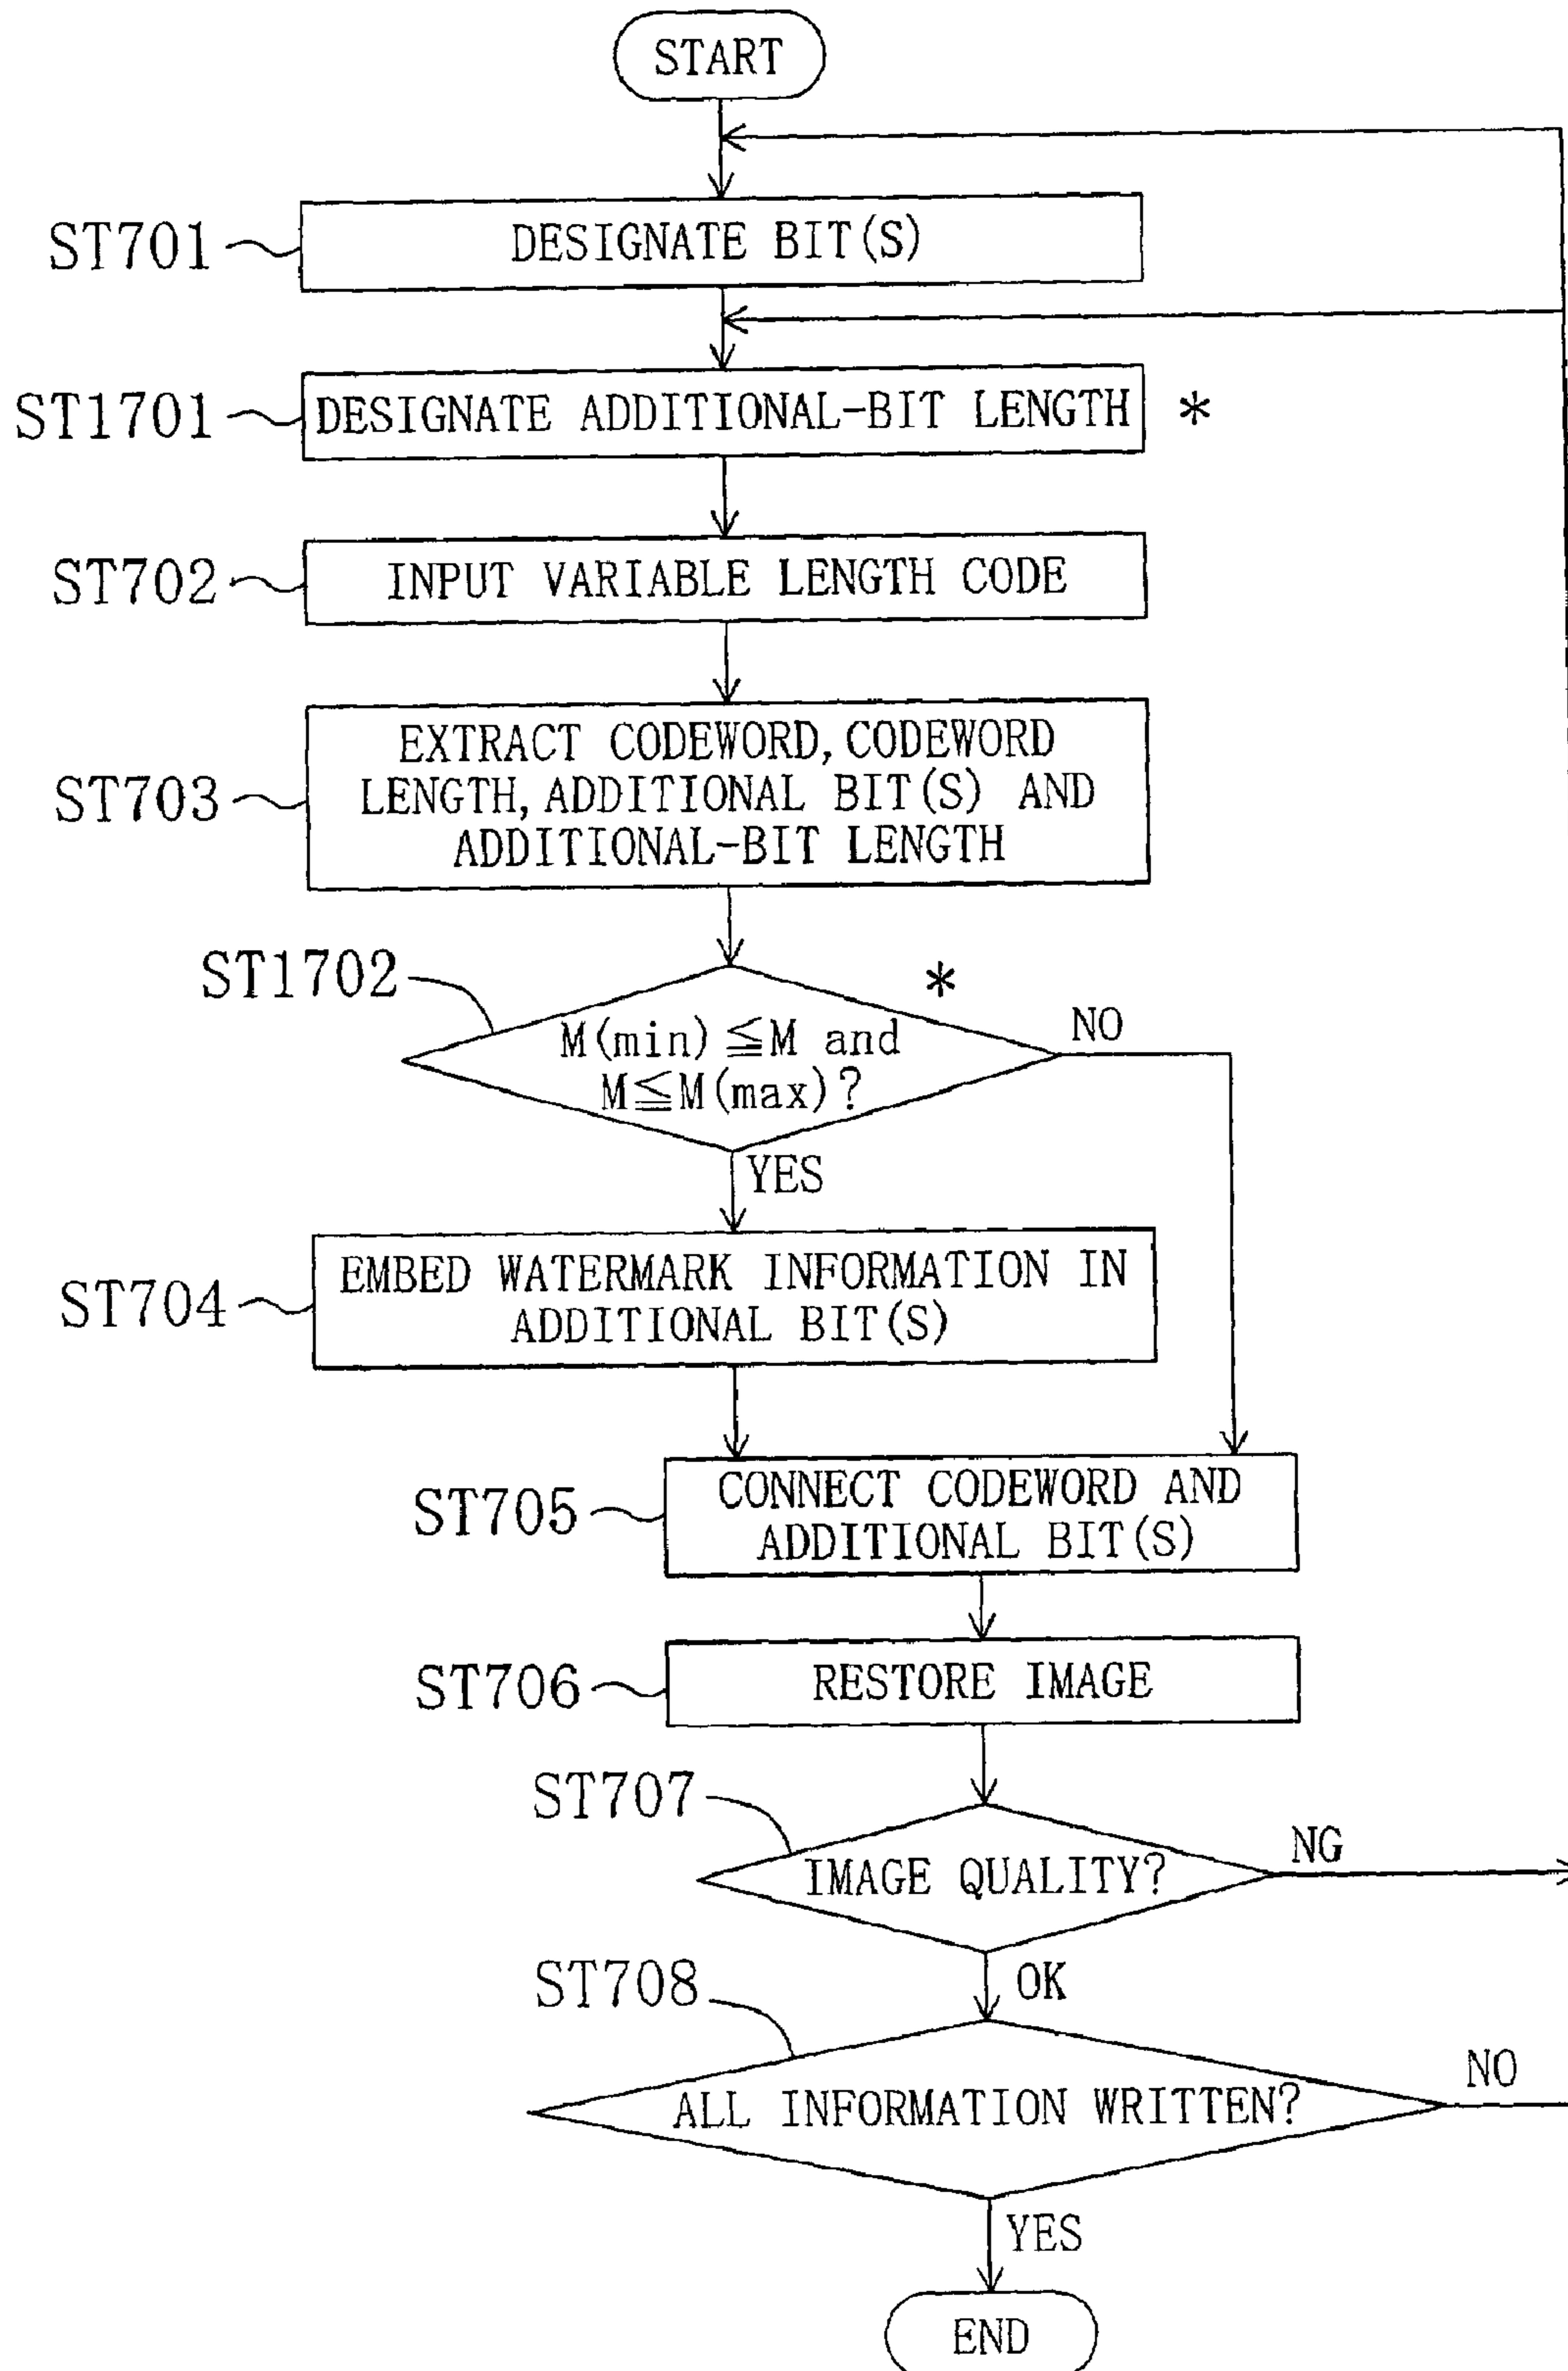 START
ST701
DESIGNATE BIT(S)
ST1701
DESIGNATE ADDITIONAL-BIT LENGTH
*
ST702
INPUT VARIABLE LENGTH CODE
ST703
EXTRACT CODEWORD, CODEWORD
LENGTH, ADDITIONAL BIT(S) AND
ADDITIONAL-BIT LENGTH
ST1702
*
M(min)≦M and
M≦M(max)?
NO
YES
ST704
EMBED WATERMARK INFORMATION IN
ADDITIONAL BIT(S)
ST705
CONNECT CODEWORD AND
ADDITIONAL BIT(S)
ST706
RESTORE IMAGE
ST707
IMAGE QUALITY?
NG
OK
ST708
ALL INFORMATION WRITTEN?
NO
YES
END